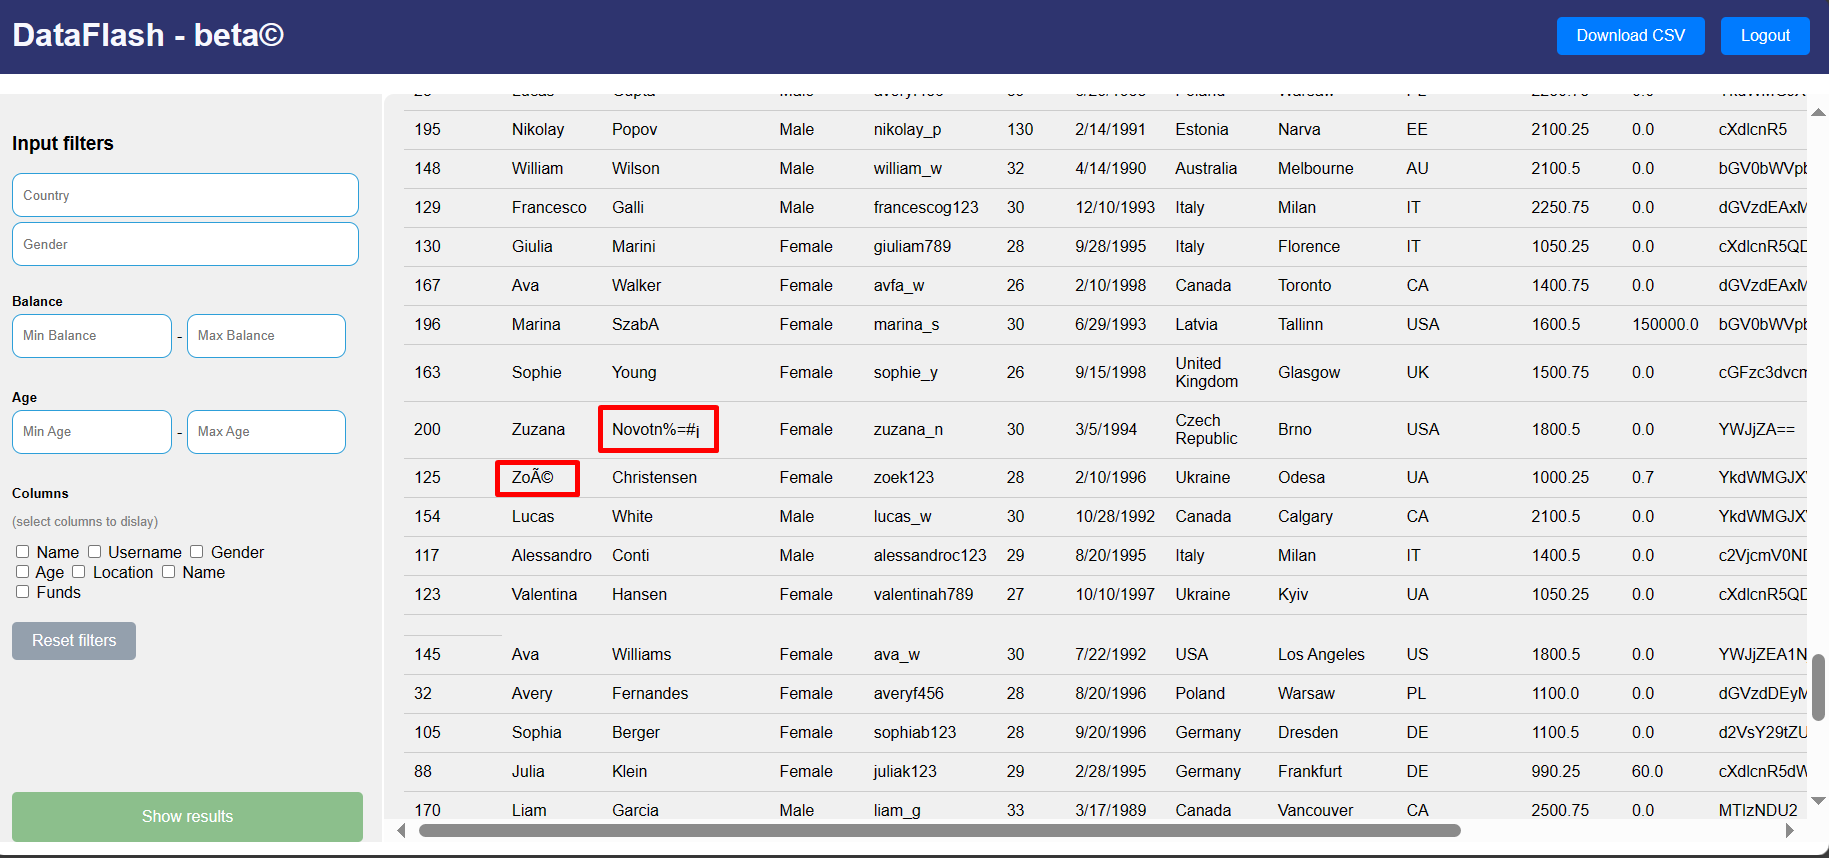 DataFlash - beta©
Download CSV
Logout
Input filters
Country
Gender
Balance
Min Balance - Max Balance
Age
Min Age - Max Age
Columns
(select columns to dislay)
Name Username Gender
Age Location Name
Funds
Reset filters
Show results
195 Nikolay Popov Male nikolay_p 130 2/14/1991 Estonia Narva EE 2100.25 0.0 cXdlcnR5
148 William Wilson Male william_w 32 4/14/1990 Australia Melbourne AU 2100.5 0.0 bGV0bWVpb
129 Francesco Galli Male francescog123 30 12/10/1993 Italy Milan IT 2250.75 0.0 dGVzdEAxM
130 Giulia Marini Female giuliam789 28 9/28/1995 Italy Florence IT 1050.25 0.0 cXdlcnR5QD
167 Ava Walker Female avfa_w 26 2/10/1998 Canada Toronto CA 1400.75 0.0 dGVzdEAxM
196 Marina SzabA Female marina_s 30 6/29/1993 Latvia Tallinn USA 1600.5 150000.0 bGV0bWVpb
163 Sophie Young Female sophie_y 26 9/15/1998 United Kingdom Glasgow UK 1500.75 0.0 cGFzc3dvcm
200 Zuzana Novotn%=#¡ Female zuzana_n 30 3/5/1994 Czech Republic Brno USA 1800.5 0.0 YWJjZA==
125 ZoÃ© Christensen Female zoek123 28 2/10/1996 Ukraine Odesa UA 1000.25 0.7 YkdWMGJX
154 Lucas White Male lucas_w 30 10/28/1992 Canada Calgary CA 2100.5 0.0 YkdWMGJX
117 Alessandro Conti Male alessandroc123 29 8/20/1995 Italy Milan IT 1400.5 0.0 c2VjcmV0
123 Valentina Hansen Female valentinah789 27 10/10/1997 Ukraine Kyiv UA 1050.25 0.0 cXdlcnR5QD
145 Ava Williams Female ava_w 30 7/22/1992 USA Los Angeles US 1800.5 0.0 YWJjZEA1N
32 Avery Fernandes Female averyf456 28 8/20/1996 Poland Warsaw PL 1100.0 0.0 dGVzdDEyM
105 Sophia Berger Female sophiab123 28 9/20/1996 Germany Dresden DE 1100.5 0.0 d2VsY29tZU
88 Julia Klein Female juliak123 29 2/28/1995 Germany Frankfurt DE 990.25 60.0 cXdlcnR5dW
170 Liam Garcia Male liam_g 33 3/17/1989 Canada Vancouver CA 2500.75 0.0 MTIzNDU2